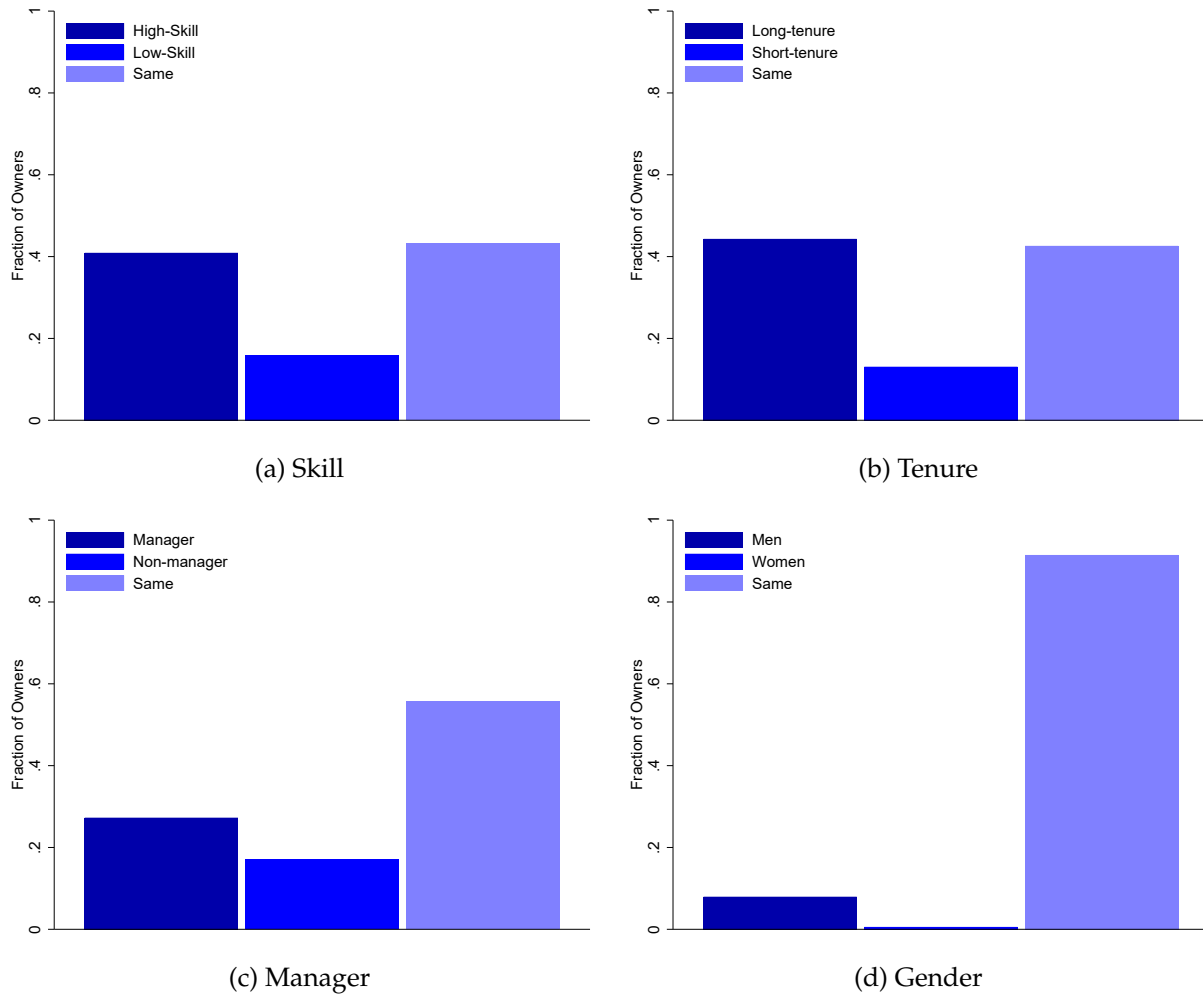 High-Skill
Low-Skill
Same
Fraction of Owners
1
.8
.6
.4
.2
0
(a) Skill
Long-tenure
Short-tenure
Same
Fraction of Owners
1
.8
.6
.4
.2
0
(b) Tenure
Manager
Non-manager
Same
Fraction of Owners
1
.8
.6
.4
.2
0
(c) Manager
Men
Women
Same
Fraction of Owners
1
.8
.6
.4
.2
0
(d) Gender